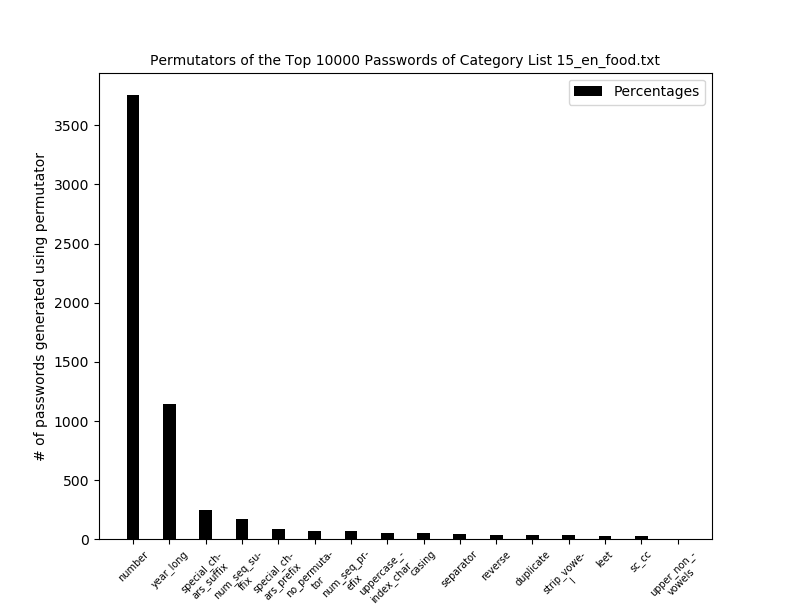 Permutators of the Top 10000 Passwords of Category List 15_en_food.txt
Percentages
# of passwords generated using permutator
3500
3000
2500
2000
1500
1000
500
0
number
year_long
special_ch-
ars_suffix
num_seq_su-
ffix
special_ch-
ars_prefix
no_permuta-
tor
num_seq_pr-
efix
uppercase_-
index_char
casing
separator
reverse
duplicate
strip_vowe-
l
leet
sc_cc
upper_non_-
vowels